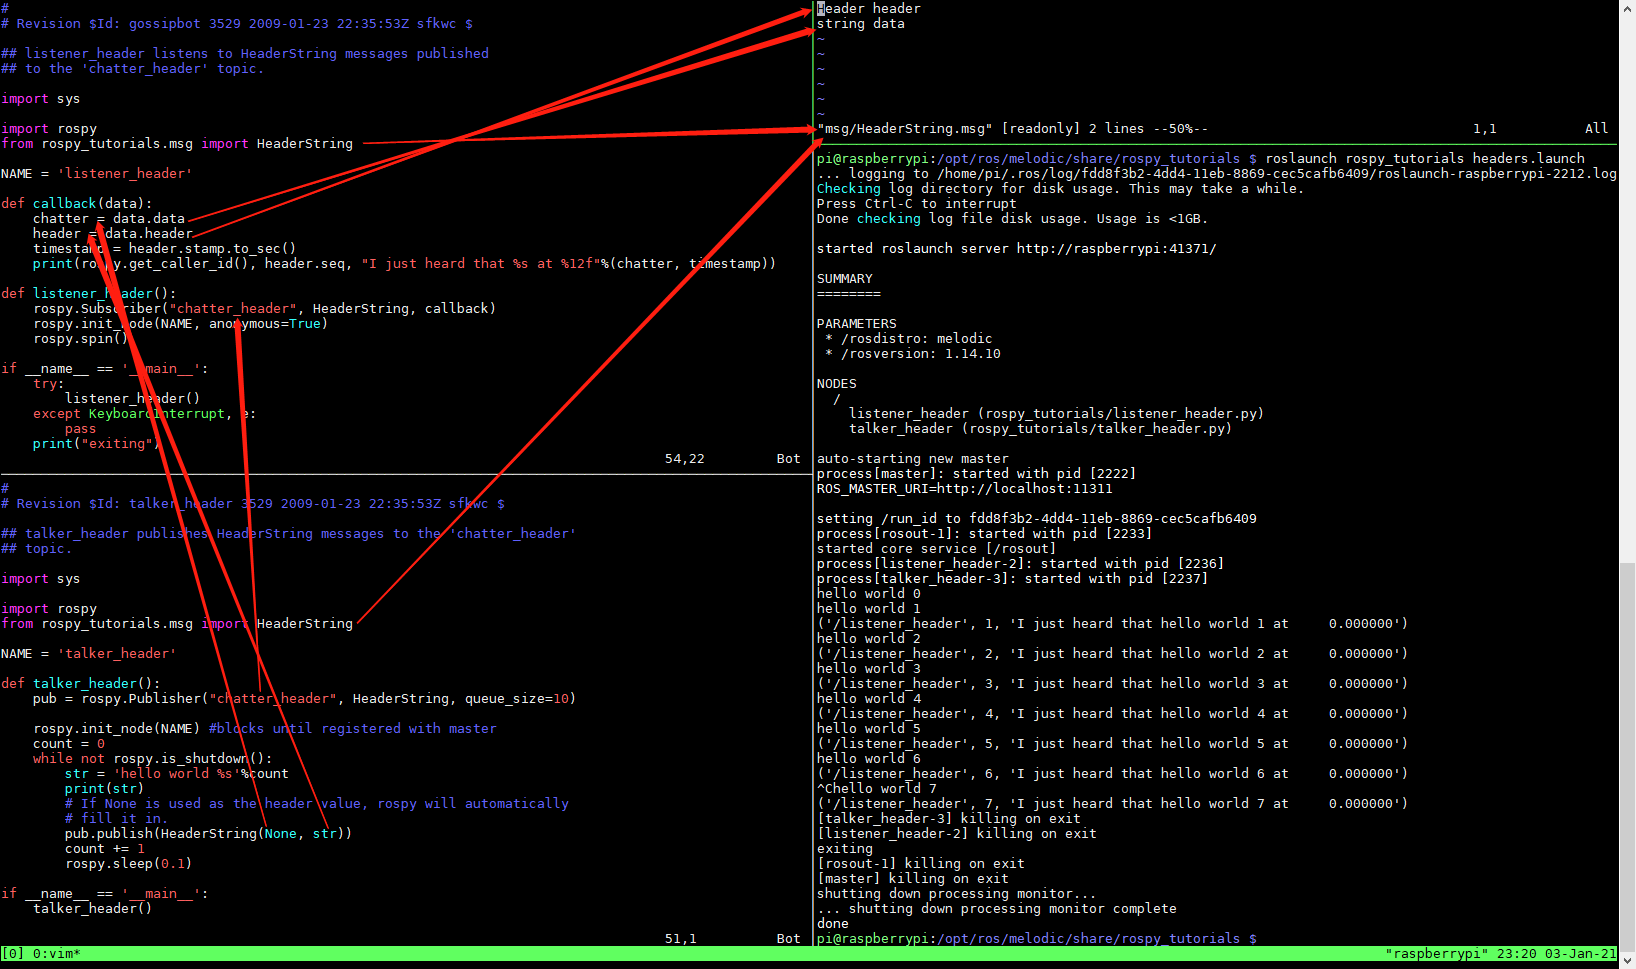 #
# Revision $Id: gossipbot 3529 2009-01-23 22:35:53Z sfkwc $
## listener_header listens to HeaderString messages published
## to the 'chatter_header' topic.
import sys
import rospy
from rospy_tutorials.msg import HeaderString
NAME = 'listener_header'
def callback(data):
chatter = data.data
header = data.header
timestamp = header.stamp.to_sec()
print(rospy.get_caller_id(), header.seq, "I just heard that %s at %12f"%(chatter, timestamp))
def listener_header():
rospy.Subscriber("chatter_header", HeaderString, callback)
rospy.init_node(NAME, anonymous=True)
rospy.spin()
if __name__ == '__main__':
try:
listener_header()
except KeyboardInterrupt, e:
pass
print("exiting")
54,22 Bot
#
# Revision $Id: talker_header 3529 2009-01-23 22:35:53Z sfkwc $
## talker_header publishes HeaderString messages to the 'chatter_header'
## topic.
import sys
import rospy
from rospy_tutorials.msg import HeaderString
NAME = 'talker_header'
def talker_header():
pub = rospy.Publisher("chatter_header", HeaderString, queue_size=10)
rospy.init_node(NAME) #blocks until registered with master
count = 0
while not rospy.is_shutdown():
str = 'hello world %s'%count
print(str)
# If None is used as the header value, rospy will automatically
# fill it in.
pub.publish(HeaderString(None, str))
count += 1
rospy.sleep(0.1)
if __name__ == '__main__':
talker_header()
51,1 Bot
Header header
string data
~
~
~
~
~
~
"msg/HeaderString.msg" [readonly] 2 lines --50%-- 1,1 All
pi@raspberrypi:/opt/ros/melodic/share/rospy_tutorials $ roslaunch rospy_tutorials headers.launch
... logging to /home/pi/.ros/log/fdd8f3b2-4dd4-11eb-8869-cec5cafb6409/roslaunch-raspberrypi-2212.log
Checking log directory for disk usage. This may take a while.
Press Ctrl-C to interrupt
Done checking log file disk usage. Usage is <1GB.
started roslaunch server http://raspberrypi:41371/
SUMMARY
========
PARAMETERS
* /rosdistro: melodic
* /rosversion: 1.14.10
NODES
/
listener_header (rospy_tutorials/listener_header.py)
talker_header (rospy_tutorials/talker_header.py)
auto-starting new master
process[master]: started with pid [2222]
ROS_MASTER_URI=http://localhost:11311
setting /run_id to fdd8f3b2-4dd4-11eb-8869-cec5cafb6409
process[rosout-1]: started with pid [2233]
started core service [/rosout]
process[listener_header-2]: started with pid [2236]
process[talker_header-3]: started with pid [2237]
hello world 0
hello world 1
('/listener_header', 1, 'I just heard that hello world 1 at     0.000000')
hello world 2
('/listener_header', 2, 'I just heard that hello world 2 at     0.000000')
hello world 3
('/listener_header', 3, 'I just heard that hello world 3 at     0.000000')
hello world 4
('/listener_header', 4, 'I just heard that hello world 4 at     0.000000')
hello world 5
('/listener_header', 5, 'I just heard that hello world 5 at     0.000000')
hello world 6
('/listener_header', 6, 'I just heard that hello world 6 at     0.000000')
^Chello world 7
('/listener_header', 7, 'I just heard that hello world 7 at     0.000000')
[talker_header-3] killing on exit
[listener_header-2] killing on exit
exiting
[rosout-1] killing on exit
[master] killing on exit
shutting down processing monitor...
... shutting down processing monitor complete
done
pi@raspberrypi:/opt/ros/melodic/share/rospy_tutorials $
[0] 0:vim* "raspberrypi" 23:20 03-Jan-21